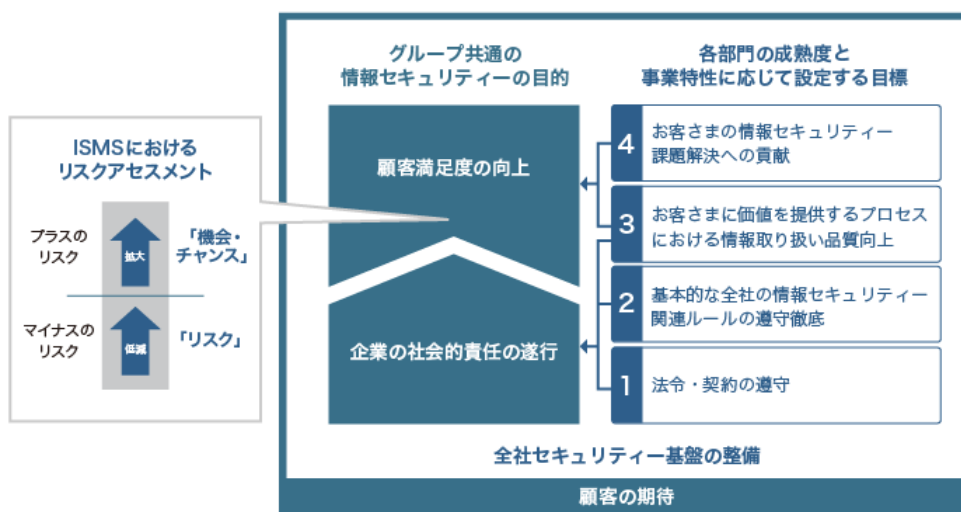 ISMSにおける
リスクアセスメント
プラスの
リスク
拡大
「機会・
チャンス」
マイナスの
リスク
低減
「リスク」
グループ共通の
情報セキュリティーの目的
顧客満足度の向上
企業の社会的責任の遂行
各部門の成熟度と
事業特性に応じて設定する目標
4
お客さまの情報セキュリティー
課題解決への貢献
3
お客さまに価値を提供するプロセス
における情報取り扱い品質向上
2
基本的な全社の情報セキュリティー
関連ルールの遵守徹底
1
法令・契約の遵守
全社セキュリティー基盤の整備
顧客の期待